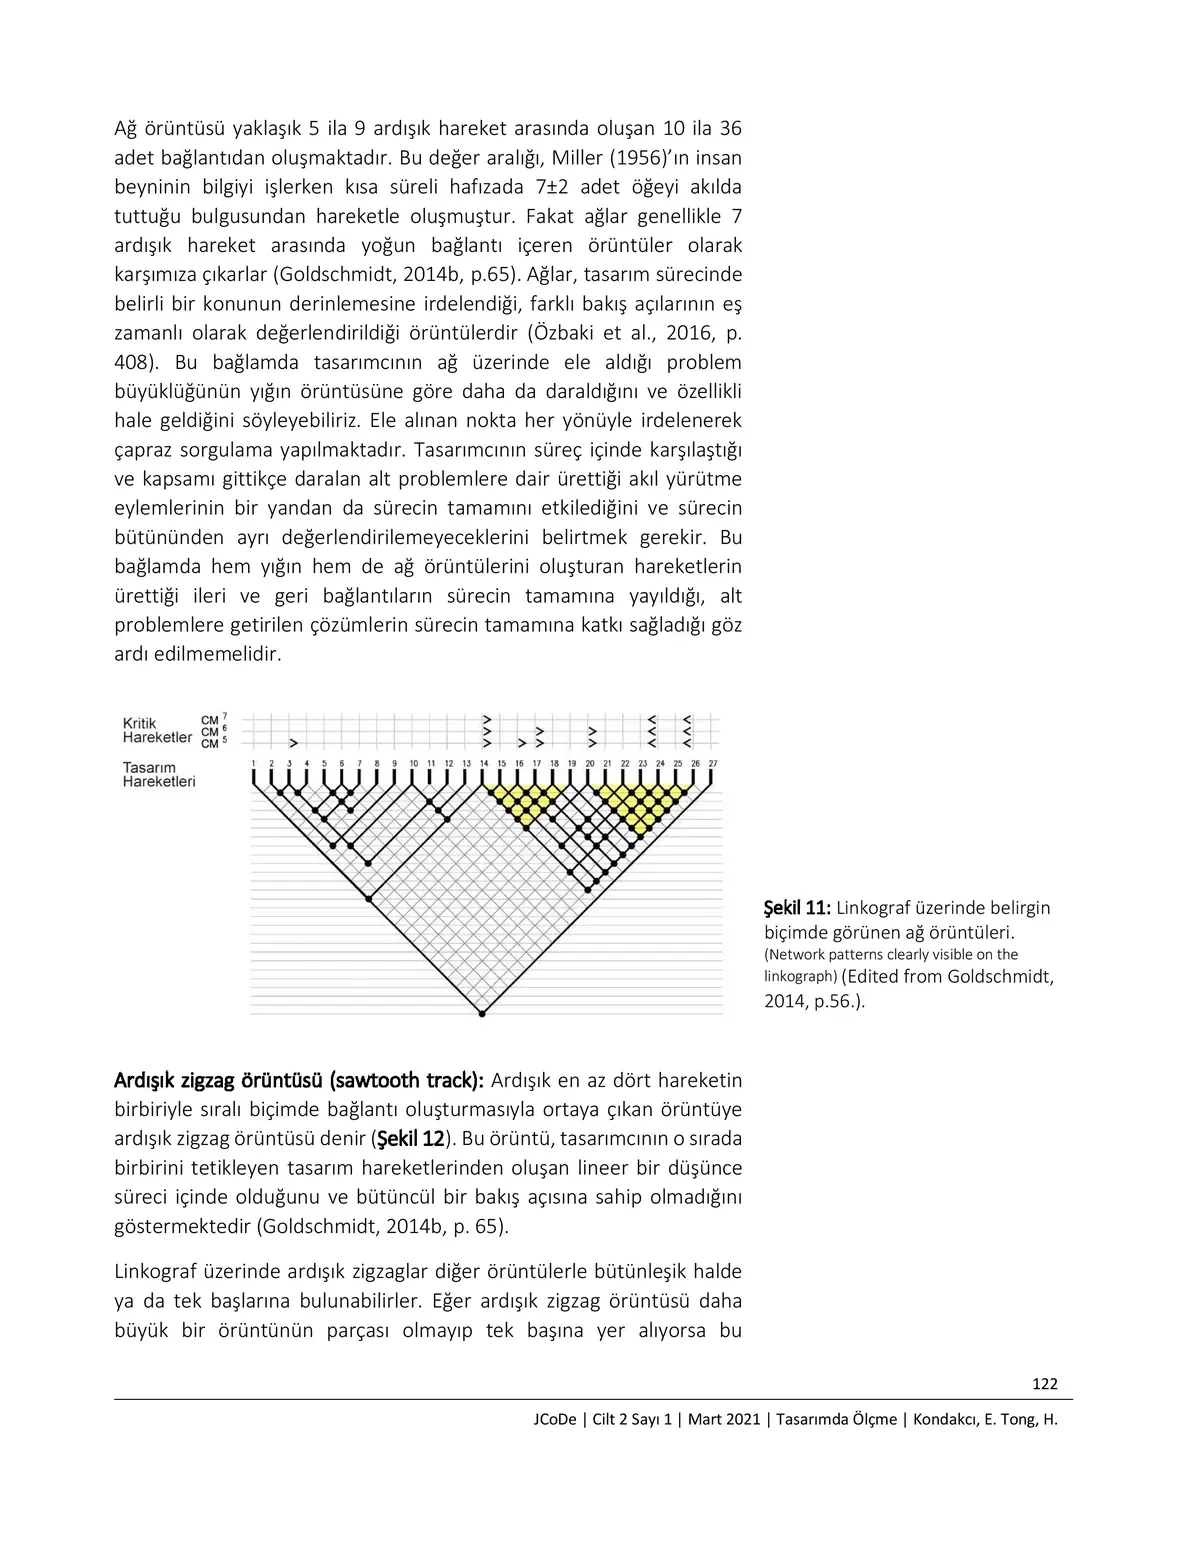 Ağ örüntüsü yaklaşık 5 ila 9 ardışık hareket arasında oluşan 10 ila 36
adet bağlantıdan oluşmaktadır. Bu değer aralığı, Miller (1956)’ın insan
beyninin bilgiyi işlerken kısa süreli hafızada 7±2 adet öğeyi akılda
tuttuğu bulgusundan hareketle oluşmuştur. Fakat ağlar genellikle 7
ardışık hareket arasında yoğun bağlantı içeren örüntüler olarak
karşımıza çıkarlar (Goldschmidt, 2014b, p.65). Ağlar, tasarım sürecinde
belirli bir konunun derinlemesine irdelendiği, farklı bakış açılarının eş
zamanlı olarak değerlendirildiği örüntülerdir (Özbaki et al., 2016, p.
408). Bu bağlamda tasarımcının ağ üzerinde ele aldığı problem
büyüklüğünün yığın örüntüsüne göre daha da daraldığını ve özellikli
hale geldiğini söyleyebiliriz. Ele alınan nokta her yönüyle irdelenerek
çapraz sorgulama yapılmaktadır. Tasarımcının süreç içinde karşılaştığı
ve kapsamı gittikçe daralan alt problemlere dair ürettiği akıl yürütme
eylemlerinin bir yandan da sürecin tamamını etkilediğini ve sürecin
bütününden ayrı değerlendirilemeyeceklerini belirtmek gerekir. Bu
bağlamda hem yığın hem de ağ örüntülerini oluşturan hareketlerin
ürettiği ileri ve geri bağlantıların sürecin tamamına yayıldığı, alt
problemlere getirilen çözümlerin sürecin tamamına katkı sağladığı göz
ardı edilmemelidir.
Kritik
Hareketler
CM 7
CM 6
CM 5
Tasarım
Hareketleri
1 2 3 4 5 6 7 8 9 10 11 12 13 14 15 16 17 18 19 20 21 22 23 24 25 26 27
Şekil 11: Linkograf üzerinde belirgin
biçimde görünen ağ örüntüleri.
(Network patterns clearly visible on the
linkograph) (Edited from Goldschmidt,
2014, p.56.).
Ardışık zigzag örüntüsü (sawtooth track): Ardışık en az dört hareketin
birbiriyle sıralı biçimde bağlantı oluşturmasıyla ortaya çıkan örüntüye
ardışık zigzag örüntüsü denir (Şekil 12). Bu örüntü, tasarımcının o sırada
birbirini tetikleyen tasarım hareketlerinden oluşan lineer bir düşünce
süreci içinde olduğunu ve bütüncül bir bakış açısına sahip olmadığını
göstermektedir (Goldschmidt, 2014b, p. 65).
Linkograf üzerinde ardışık zigzaglar diğer örüntülerle bütünleşik halde
ya da tek başlarına bulunabilirler. Eğer ardışık zigzag örüntüsü daha
büyük bir örüntünün parçası olmayıp tek başına yer alıyorsa bu
122
JCoDe | Cilt 2 Sayı 1 | Mart 2021 | Tasarımda Ölçme | Kondakcı, E. Tong, H.